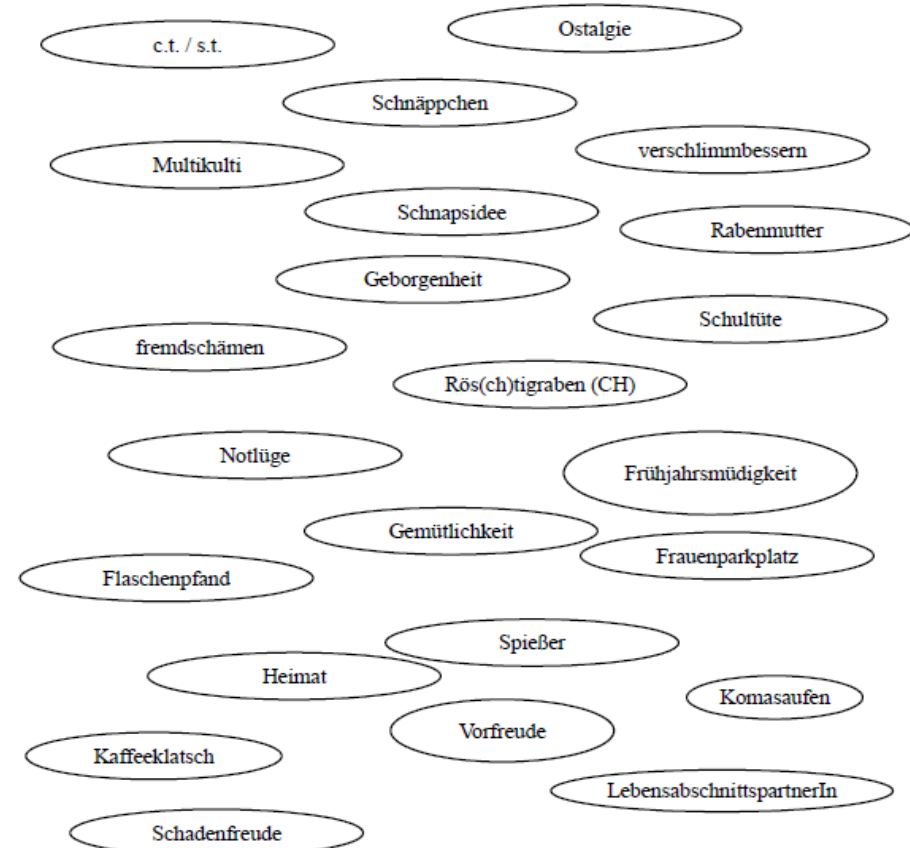 Ostalgie
c.t. / s.t.
Schnäppchen
verschlimmbessern
Multikulti
Schnapsidee
Rabenmutter
Geborgenheit
Schultüte
fremdschämen
Rös(ch)tigraben (CH)
Notlüge
Frühjahrsmüdigkeit
Gemütlichkeit
Frauenparkplatz
Flaschenpfand
Spießer
Heimat
Komasaufen
Vorfreude
Kaffeeklatsch
LebensabschnittspartnerIn
Schadenfreude